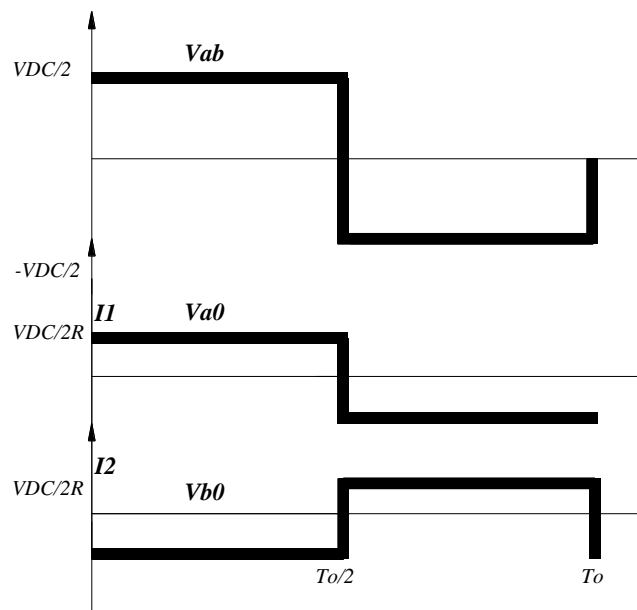 Vab
VDC/2
-VDC/2
I1
Va0
VDC/2R
I2
VDC/2R
Vb0
To/2
To